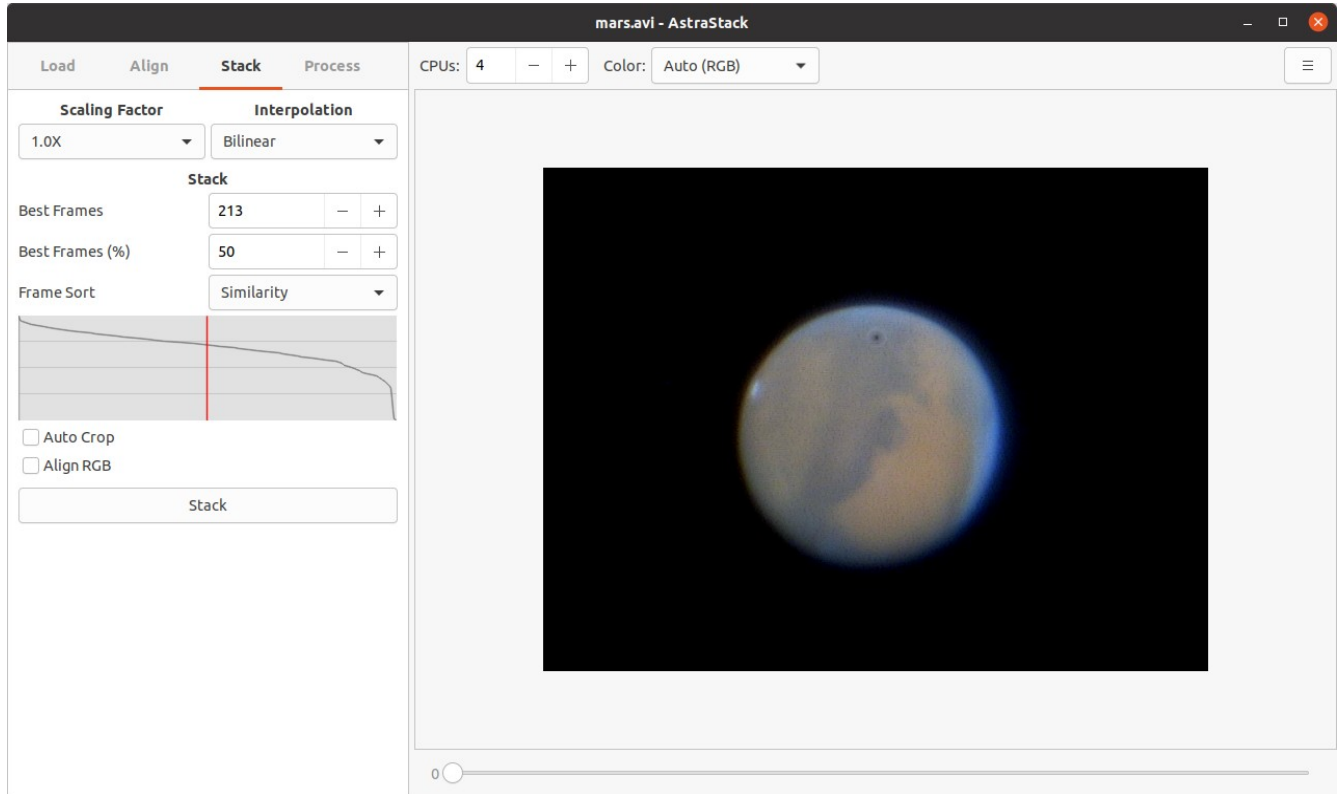 mars.avi - AstraStack
Load Align Stack Process
CPUs: 4 Color: Auto (RGB)
Scaling Factor Interpolation
1.0X Bilinear
Stack
Best Frames 213
Best Frames (%) 50
Frame Sort Similarity
Auto Crop
Align RGB
Stack
0